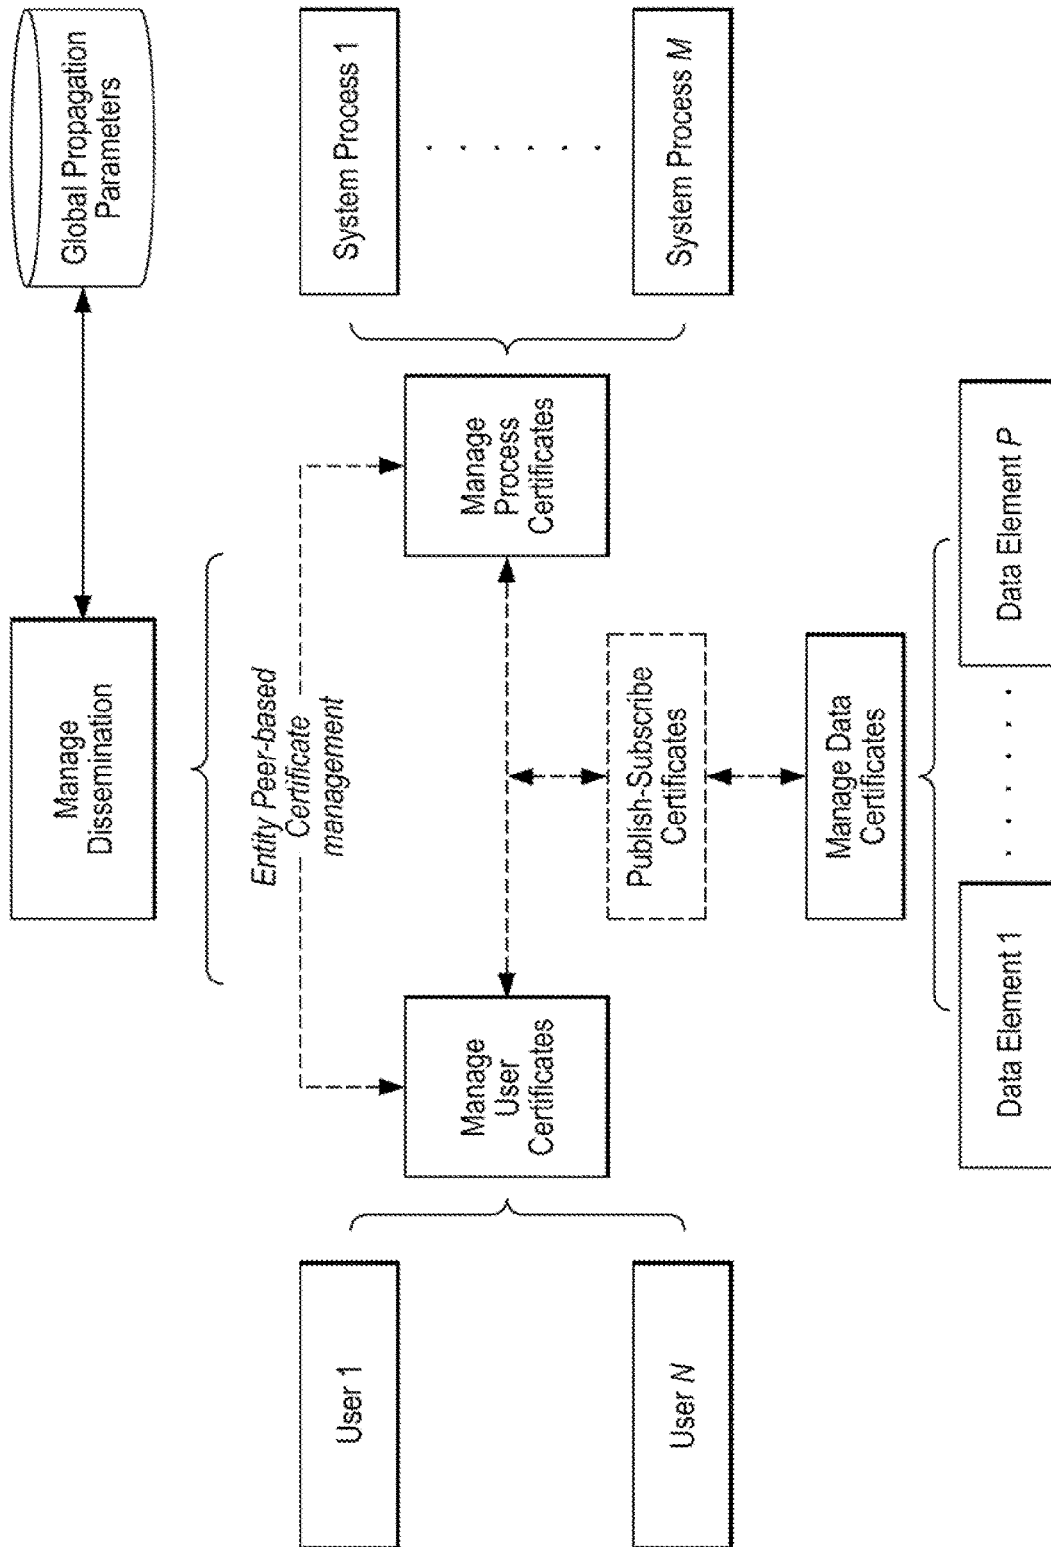 Manage
Dissemination
Global Propagation
Parameters
Entity Peer-based
Certificate
management
User 1
User N
Manage
User
Certificates
Manage
Process
Certificates
System Process 1
. . . . . .
System Process M
Publish-Subscribe
Certificates
Manage Data
Certificates
Data Element 1
. . . . . .
Data Element P